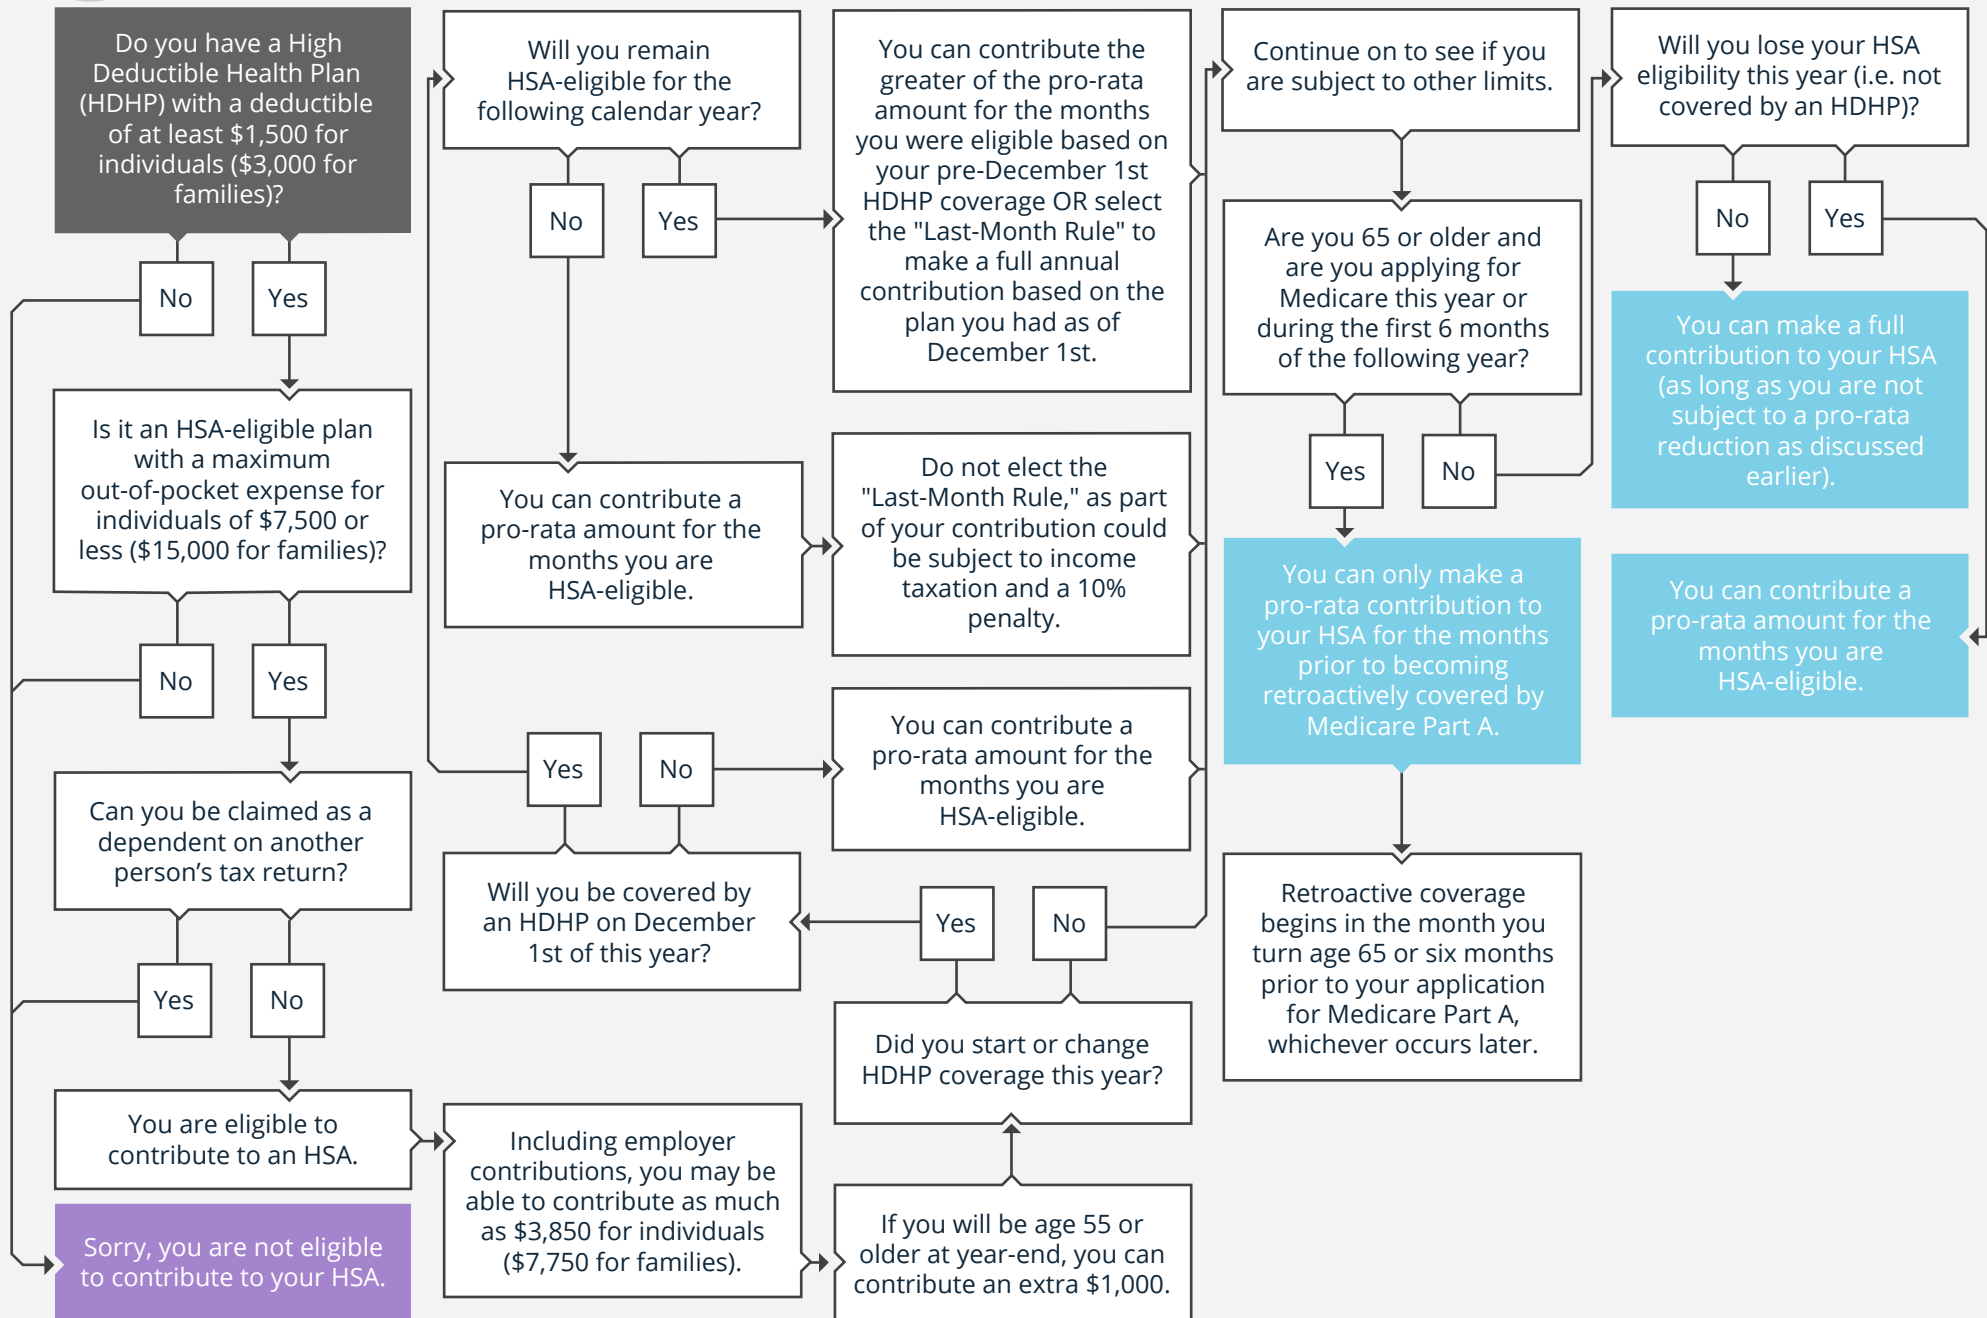 Do you have a High
Deductible Health Plan
(HDHP) with a deductible
of at least $1,500 for
individuals ($3,000 for
families)?
No
Yes
Is it an HSA-eligible plan
with a maximum
out-of-pocket expense for
individuals of $7,500 or
less ($15,000 for families)?
No
Yes
Can you be claimed as a
dependent on another
person’s tax return?
Yes
No
You are eligible to
contribute to an HSA.
Sorry, you are not eligible
to contribute to your HSA.
Including employer
contributions, you may be
able to contribute as much
as $3,850 for individuals
($7,750 for families).
If you will be age 55 or
older at year-end, you can
contribute an extra $1,000.
Did you start or change
HDHP coverage this year?
Yes
No
Will you be covered by
an HDHP on December
1st of this year?
Yes
No
You can contribute a
pro-rata amount for the
months you are
HSA-eligible.
Will you remain
HSA-eligible for the
following calendar year?
No
Yes
You can contribute a
pro-rata amount for the
months you are
HSA-eligible.
Do not elect the
"Last-Month Rule," as part
of your contribution could
be subject to income
taxation and a 10%
penalty.
You can contribute the
greater of the pro-rata
amount for the months
you were eligible based on
your pre-December 1st
HDHP coverage OR select
the "Last-Month Rule" to
make a full annual
contribution based on the
plan you had as of
December 1st.
Continue on to see if you
are subject to other limits.
Are you 65 or older and
are you applying for
Medicare this year or
during the first 6 months
of the following year?
Yes
No
You can only make a
pro-rata contribution to
your HSA for the months
prior to becoming
retroactively covered by
Medicare Part A.
Retroactive coverage
begins in the month you
turn age 65 or six months
prior to your application
for Medicare Part A,
whichever occurs later.
Will you lose your HSA
eligibility this year (i.e. not
covered by an HDHP)?
No
Yes
You can make a full
contribution to your HSA
(as long as you are not
subject to a pro-rata
reduction as discussed
earlier).
You can contribute a
pro-rata amount for the
months you are
HSA-eligible.